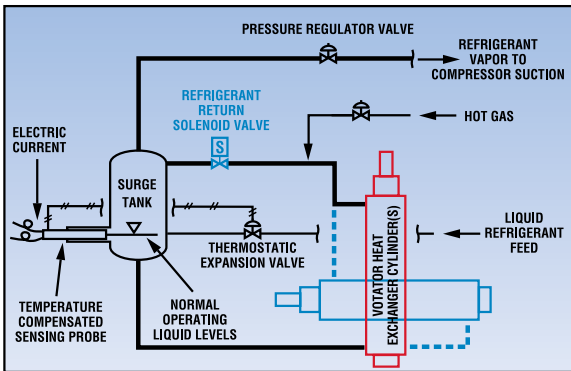 PRESSURE REGULATOR VALVE
REFRIGERANT
VAPOR TO
COMPRESSOR SUCTION
REFRIGERANT
RETURN
SOLENOID VALVE
S
HOT GAS
ELECTRIC
CURRENT
SURGE
TANK
LIQUID
REFRIGERANT
FEED
THERMOSTATIC
EXPANSION VALVE
VOTATOR HEAT
EXCHANGER CYLINDER(S)
TEMPERATURE
COMPENSATED
SENSING PROBE
NORMAL
OPERATING
LIQUID LEVELS